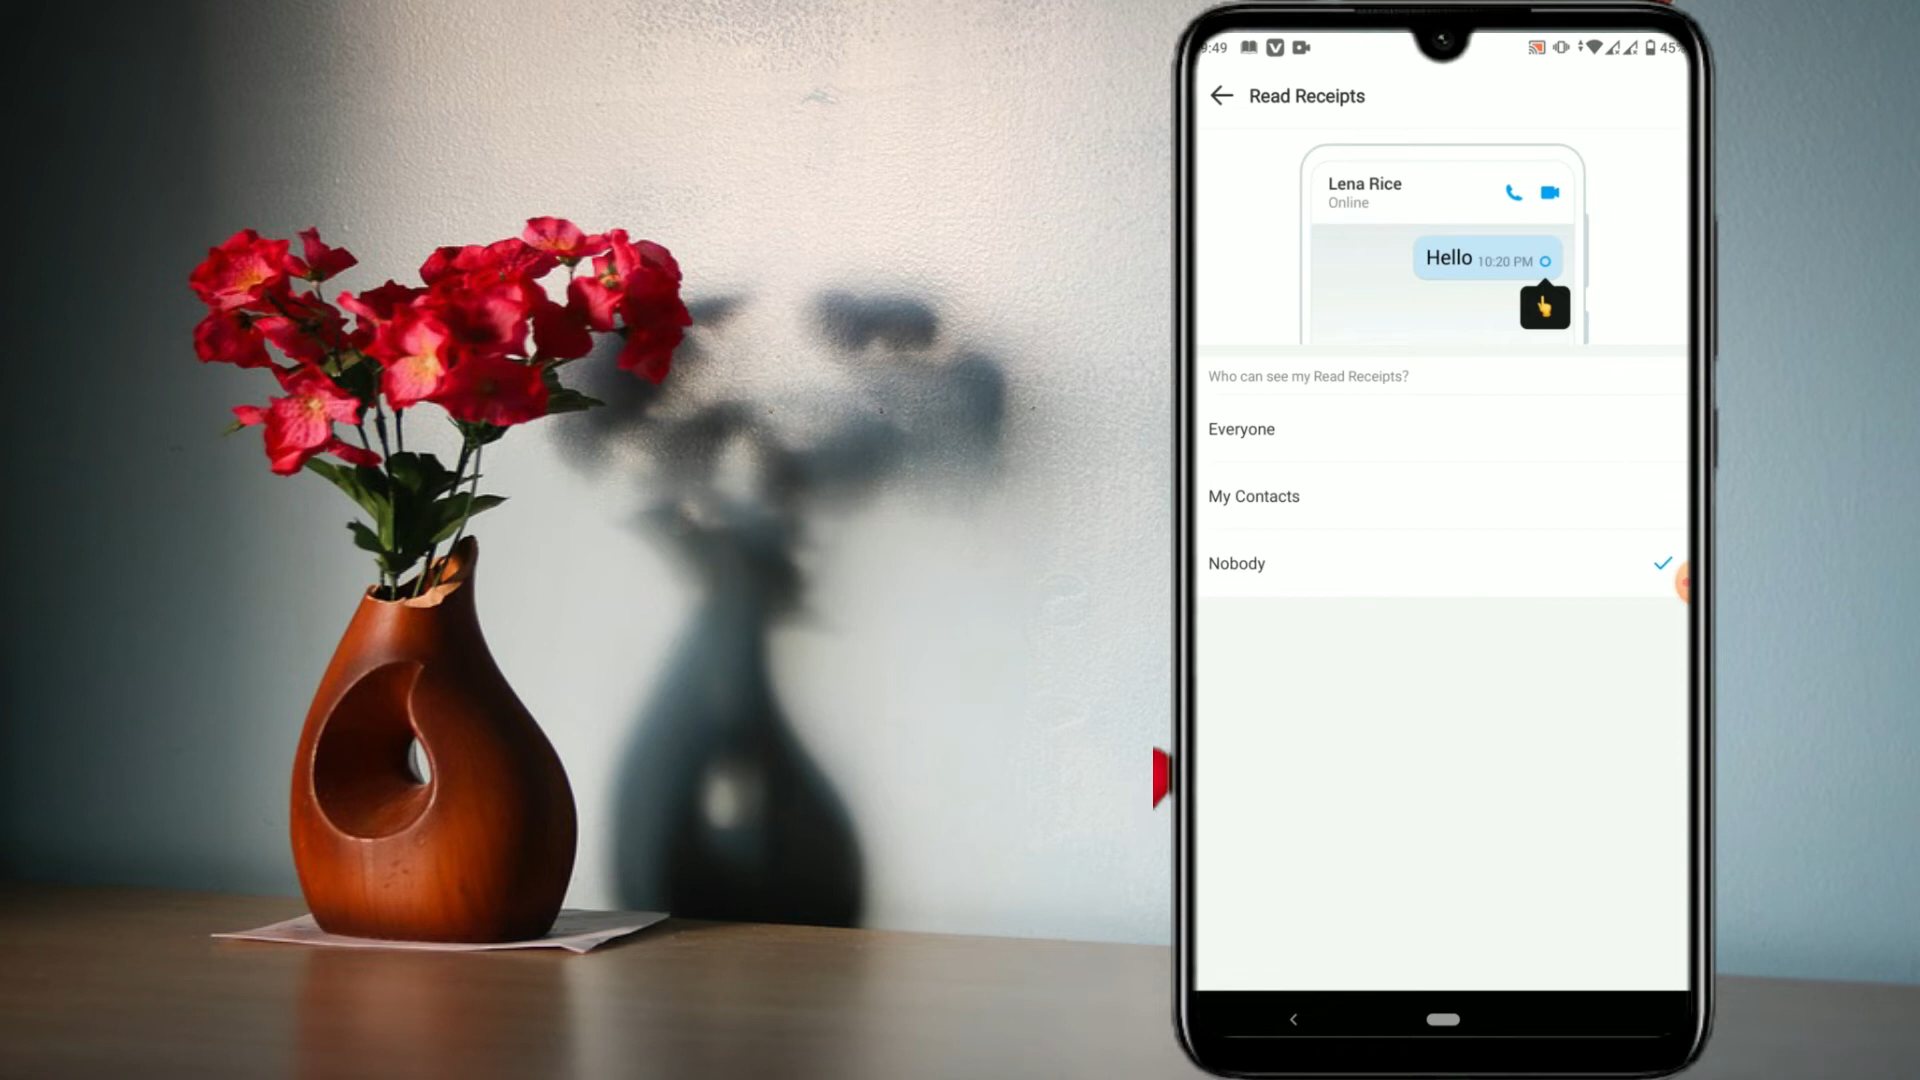 9:49 45%
Read Receipts
Lena Rice
Online
Hello 10:20 PM
Who can see my Read Receipts?
Everyone
My Contacts
Nobody